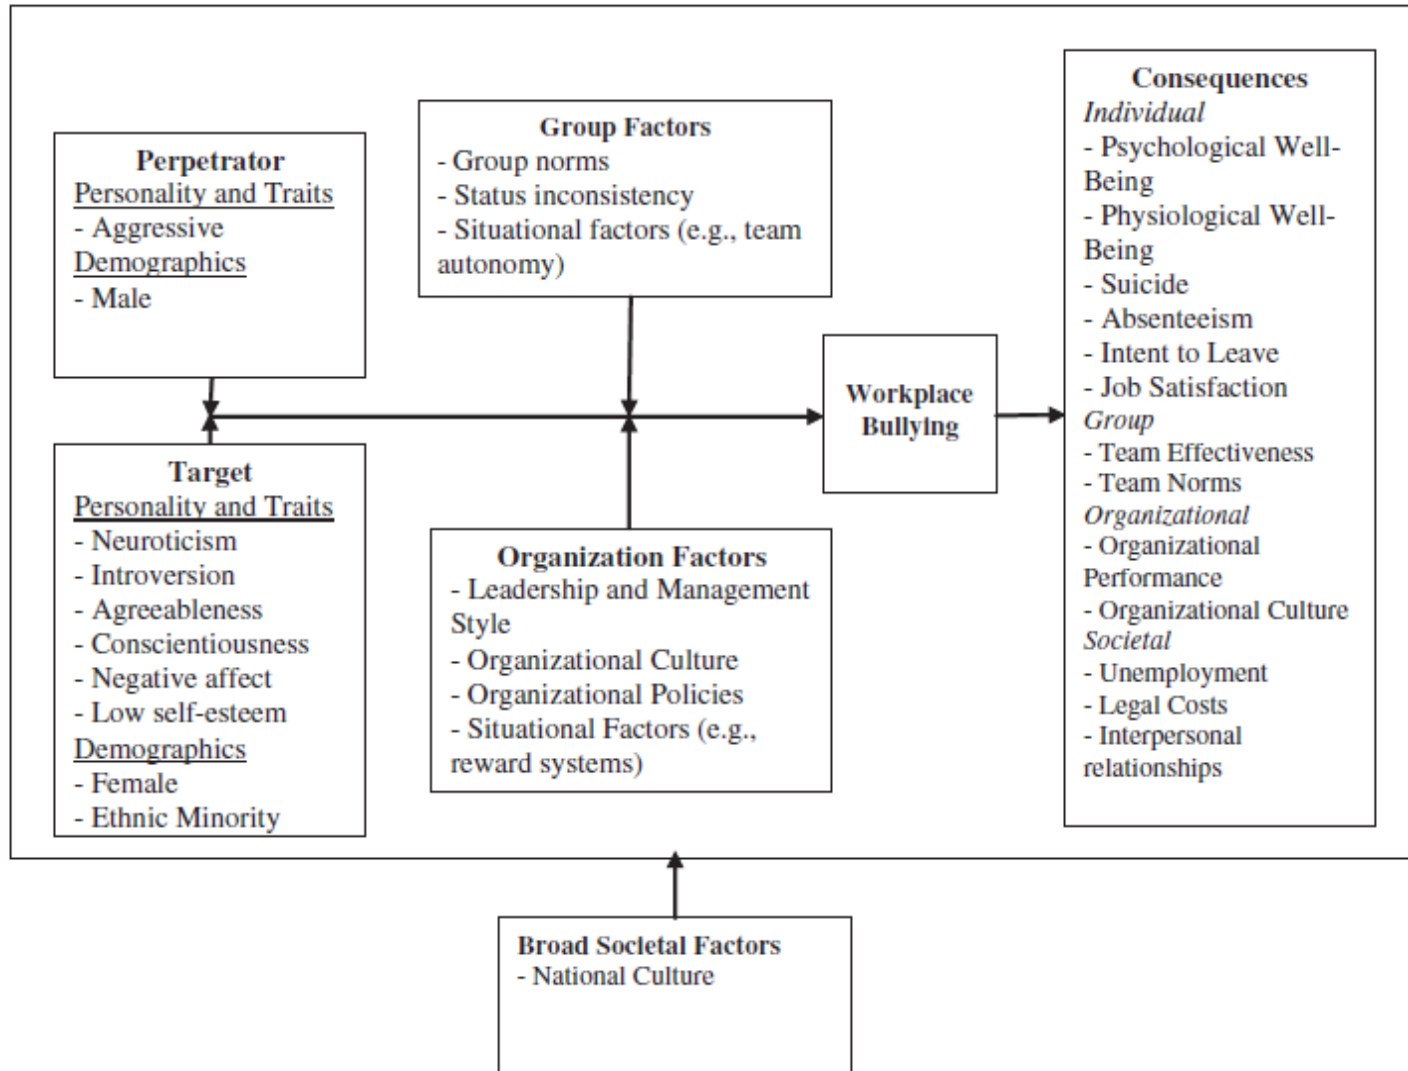 Perpetrator
Personality and Traits
- Aggressive
Demographics
- Male
Target
Personality and Traits
- Neuroticism
- Introversion
- Agreeableness
- Conscientiousness
- Negative affect
- Low self-esteem
Demographics
- Female
- Ethnic Minority
Group Factors
- Group norms
- Status inconsistency
- Situational factors (e.g., team
autonomy)
Organization Factors
- Leadership and Management
Style
- Organizational Culture
- Organizational Policies
- Situational Factors (e.g.,
reward systems)
Workplace
Bullying
Consequences
Individual
- Psychological Well-
Being
- Physiological Well-
Being
- Suicide
- Absenteeism
- Intent to Leave
- Job Satisfaction
Group
- Team Effectiveness
- Team Norms
Organizational
- Organizational
Performance
- Organizational Culture
Societal
- Unemployment
- Legal Costs
- Interpersonal
relationships
Broad Societal Factors
- National Culture